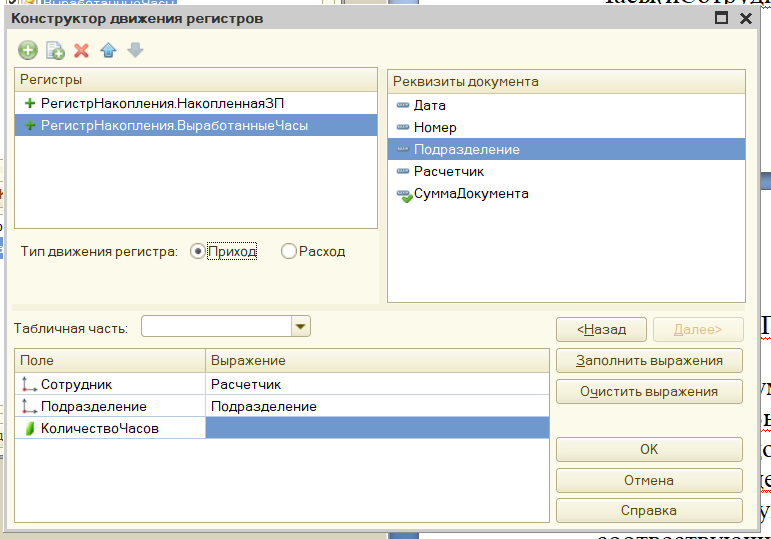 ВыработанныеЧасы
Конструктор движения регистров
Регистры
РегистрНакопления.НакопленнаяЗП
РегистрНакопления.ВыработанныеЧасы
Реквизиты документа
Дата
Номер
Подразделение
Расчетчик
СуммаДокумента
Тип движения регистра: Приход Расход
Табличная часть:
<Назад Далее>
Поле Выражение
Сотрудник Расчетчик
Подразделение Подразделение
КоличествоЧасов
Заполнить выражения
Очистить выражения
OK
Отмена
Справка